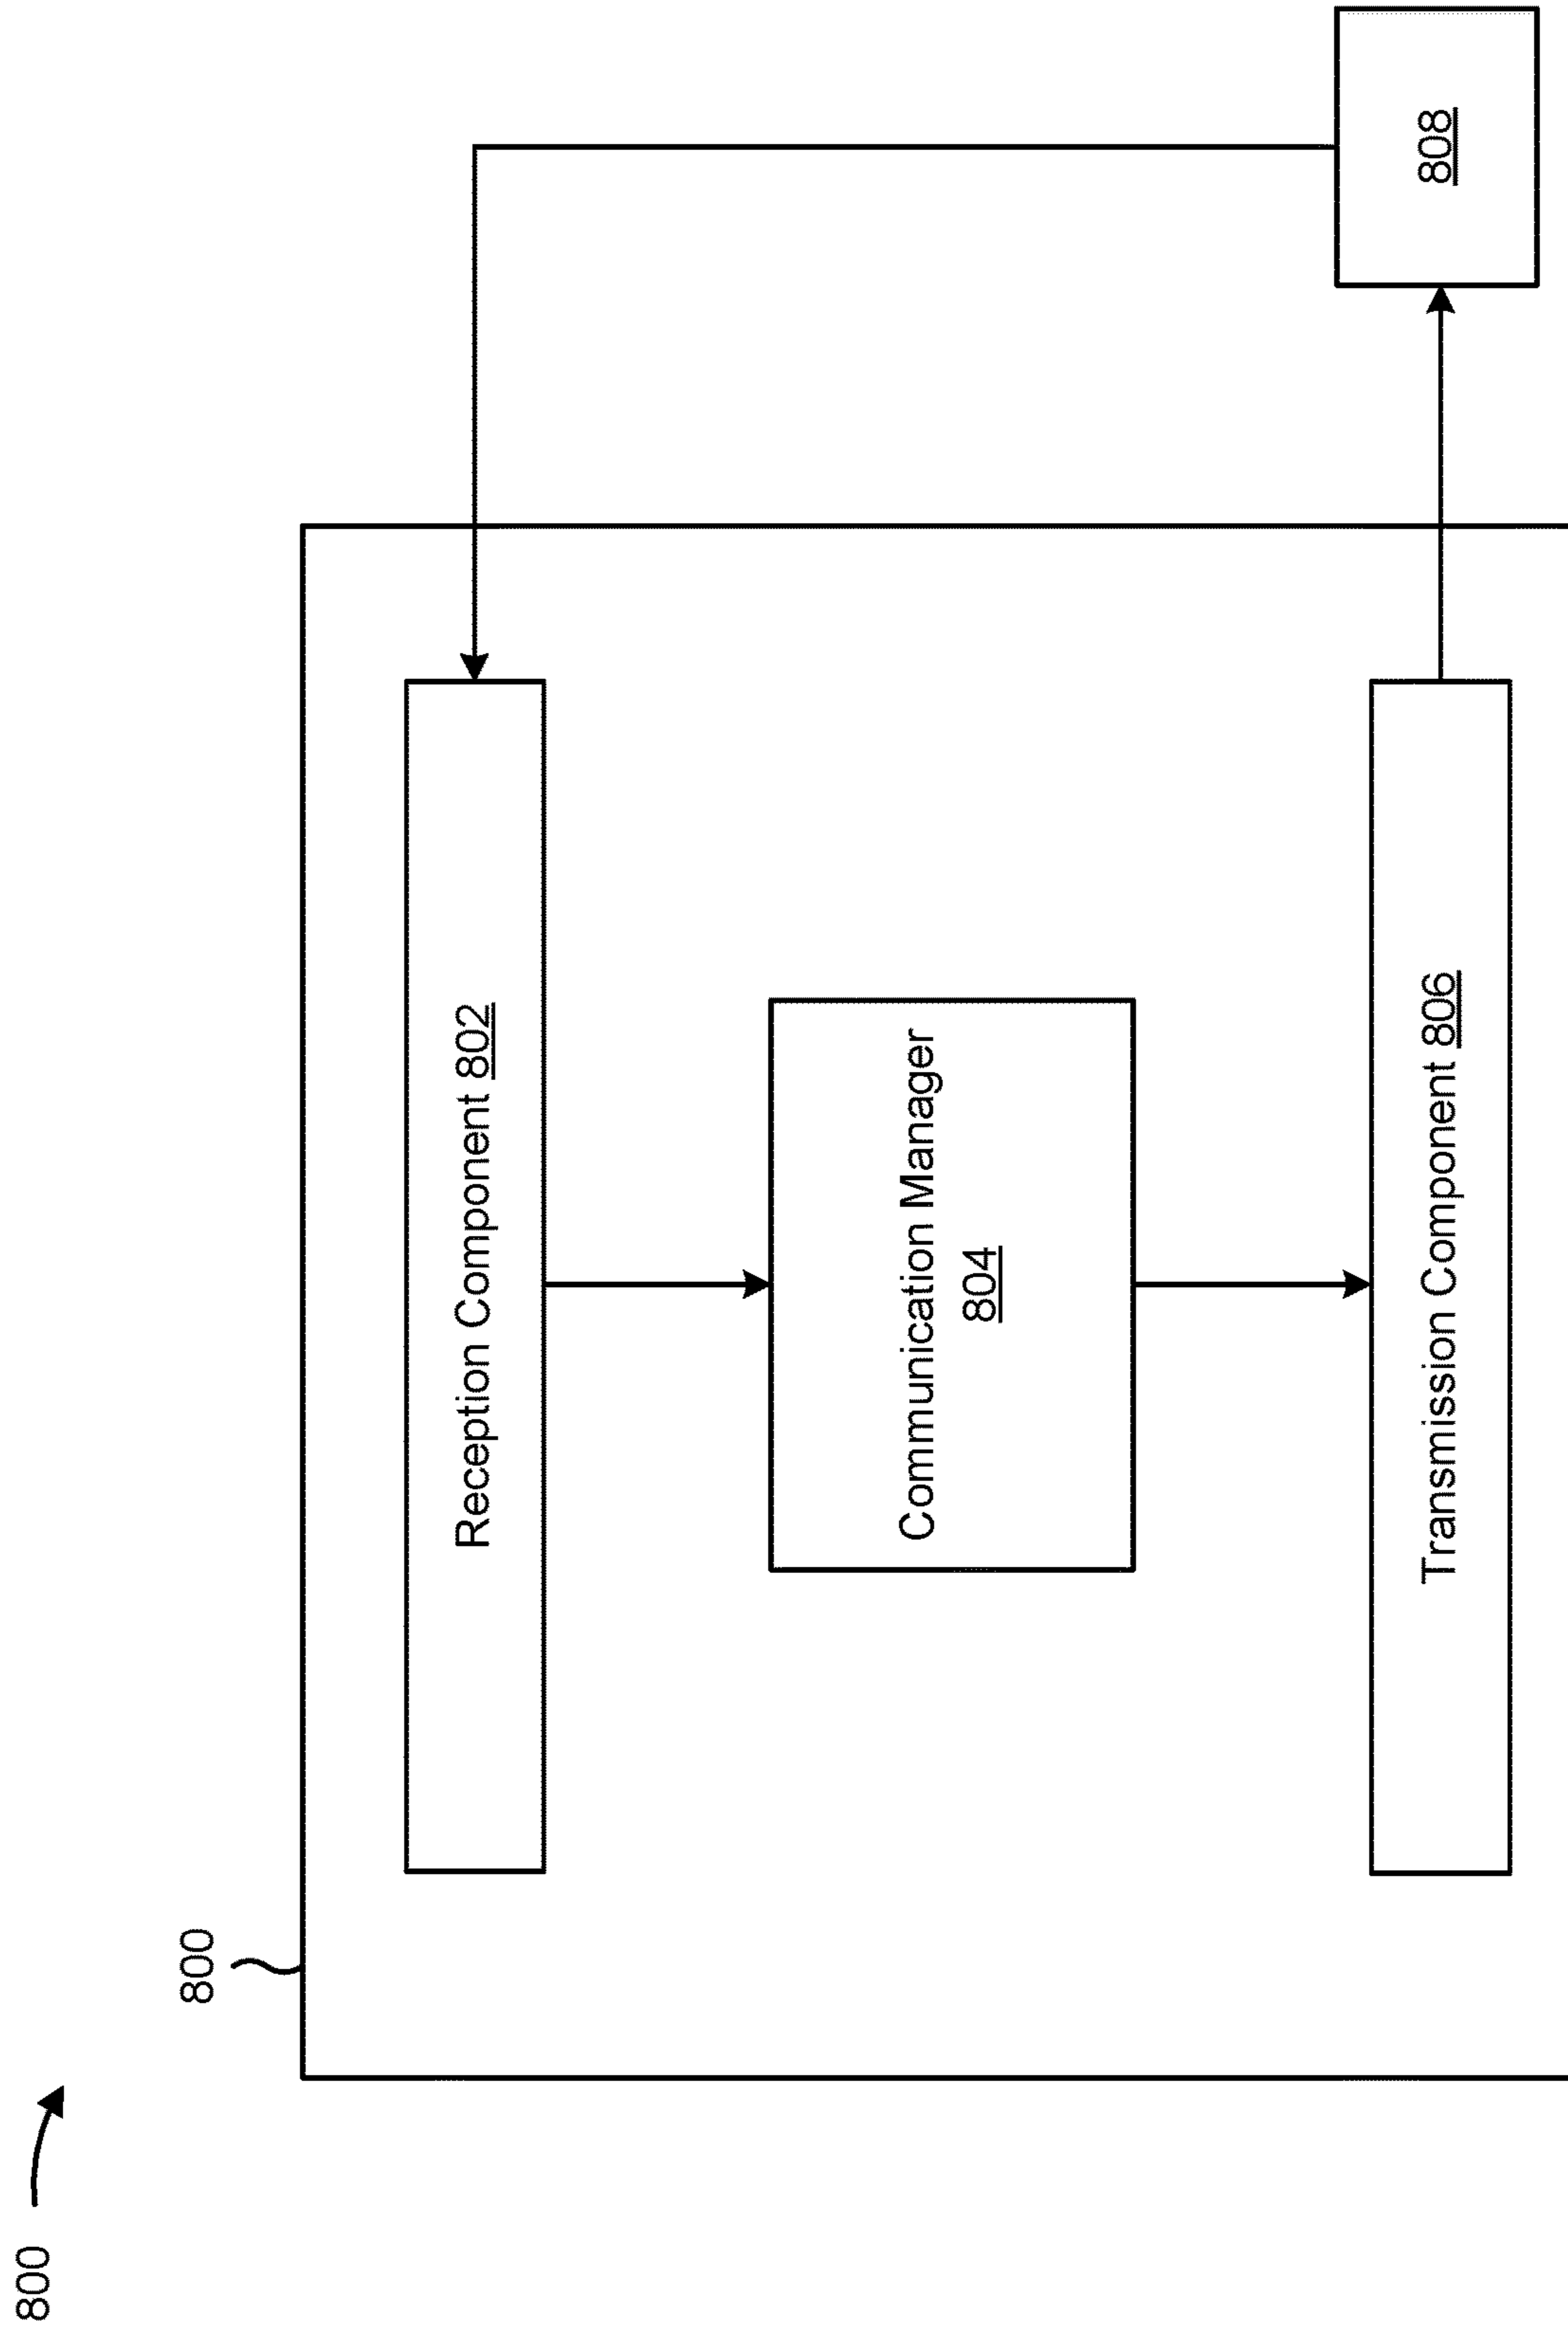 800
800
Reception Component 802
Communication Manager
804
Transmission Component 806
808